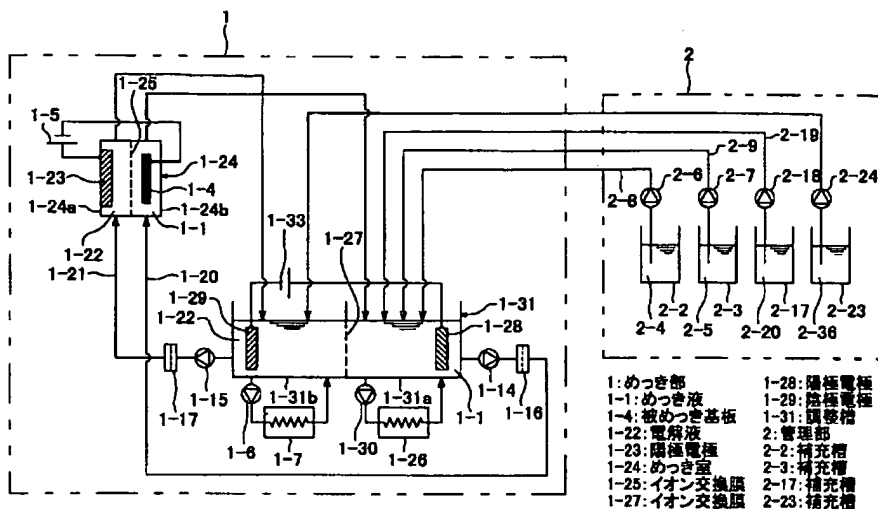 1
2
1-25
1-5
1-24
1-23
1-4
1-24a
1-24b
1-22
1-1
1-21
1-20
1-33
1-27
1-29
1-22
1-31
1-28
1-15
1-17
1-31b
1-31a
1-1
1-14
1-16
1-6
1-7
1-30
1-26
2-19
2-9
2-6
2-7
2-18
2-24
2-8
2-4
2-2
2-5
2-3
2-20
2-17
2-36
2-23
1:めっき部
1-1:めっき液
1-4:被めっき基板
1-22:電解液
1-23:陽極電極
1-24:めっき室
1-25:イオン交換膜
1-27:イオン交換膜
1-28:陽極電極
1-29:陰極電極
1-31:調整槽
2:管理部
2-2:補充槽
2-3:補充槽
2-17:補充槽
2-23:補充槽